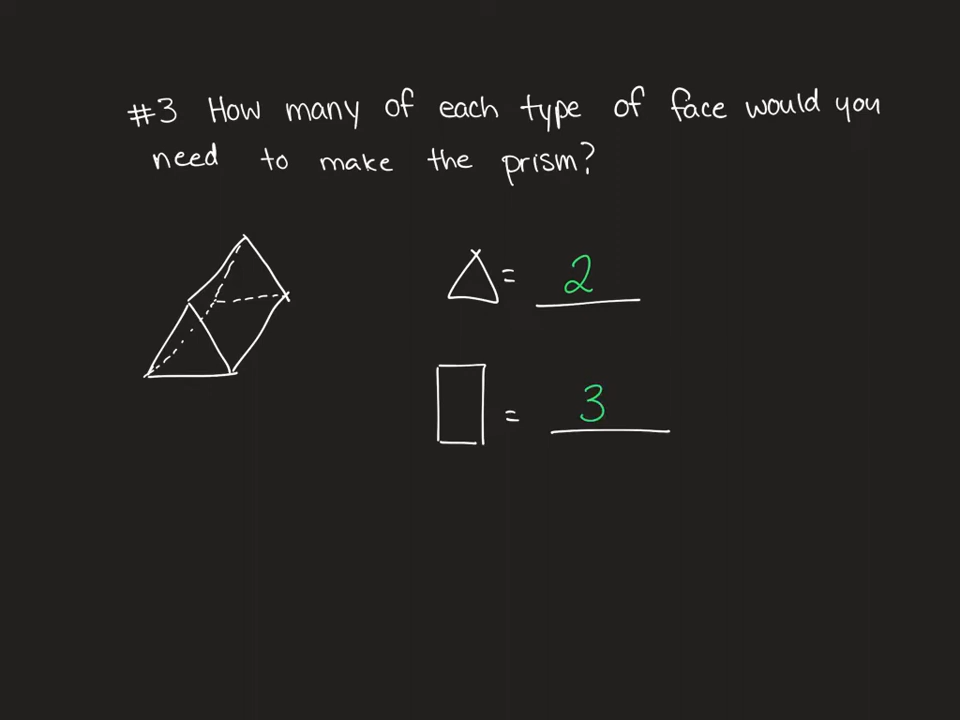 #3 How many of each type of face would you
need to make the prism?
= 2
= 3